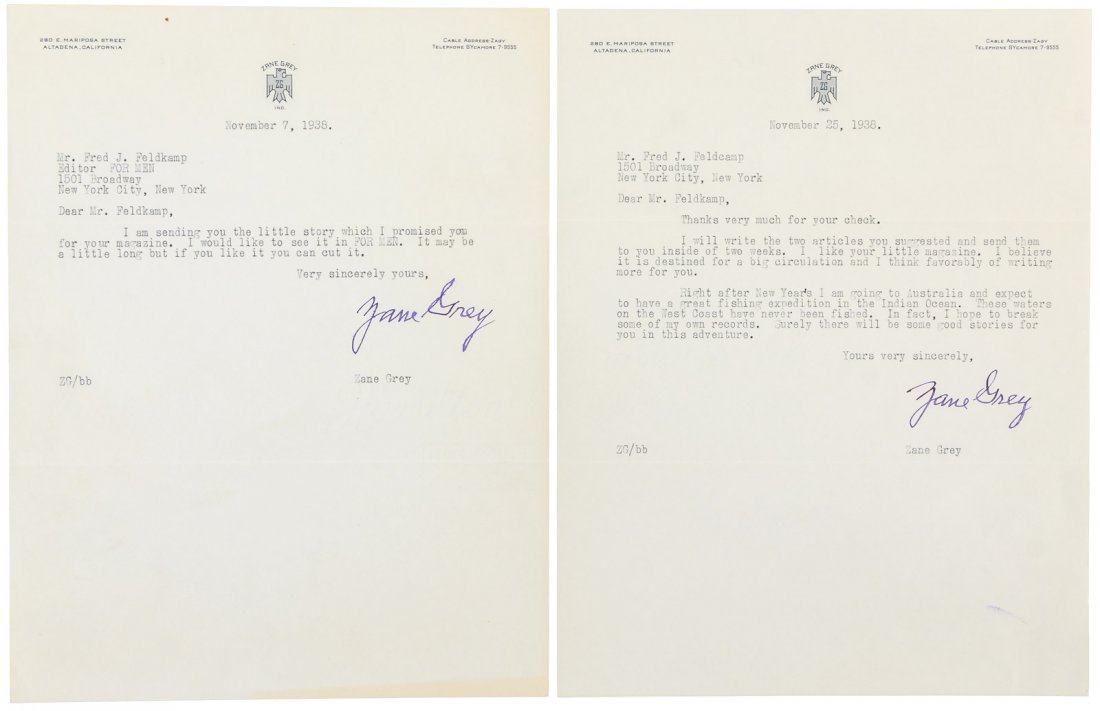 280 E. MARIPOSA STREET
ALTADENA, CALIFORNIA
CABLE ADDRESS-ZAGY
TELEPHONE SYCAMORE 7-9555
ZANE GREY
ZG
INC.
November 7, 1938.
Mr. Fred J. Feldkamp
Editor FOR MEN
1501 Broadway
New York City, New York
Dear Mr. Feldkamp,
I am sending you the little story which I promised you
for your magazine. I would like to see it in FOR MEN. It may be
a little long but if you like it you can cut it.
Very sincerely yours,
Zane Grey
ZG/bb
Zane Grey
280 E. MARIPOSA STREET
ALTADENA, CALIFORNIA
CABLE ADDRESS-ZAGY
TELEPHONE SYCAMORE 7-9555
ZANE GREY
ZG
INC.
November 25, 1938.
Mr. Fred J. Feldcamp
1501 Broadway
New York City, New York
Dear Mr. Feldkamp,
Thanks very much for your check.
I will write the two articles you suggested and send them
to you inside of two weeks. I like your little magazine. I believe
it is destined for a big circulation and I think favorably of writing
more for you.
Right after New Year's I am going to Australia and expect
to have a great fishing expedition in the Indian Ocean. These waters
on the West Coast have never been fished. In fact, I hope to break
some of my own records. Surely there will be some good stories for
you in this adventure.
Yours very sincerely,
Zane Grey
ZG/bb
Zane Grey